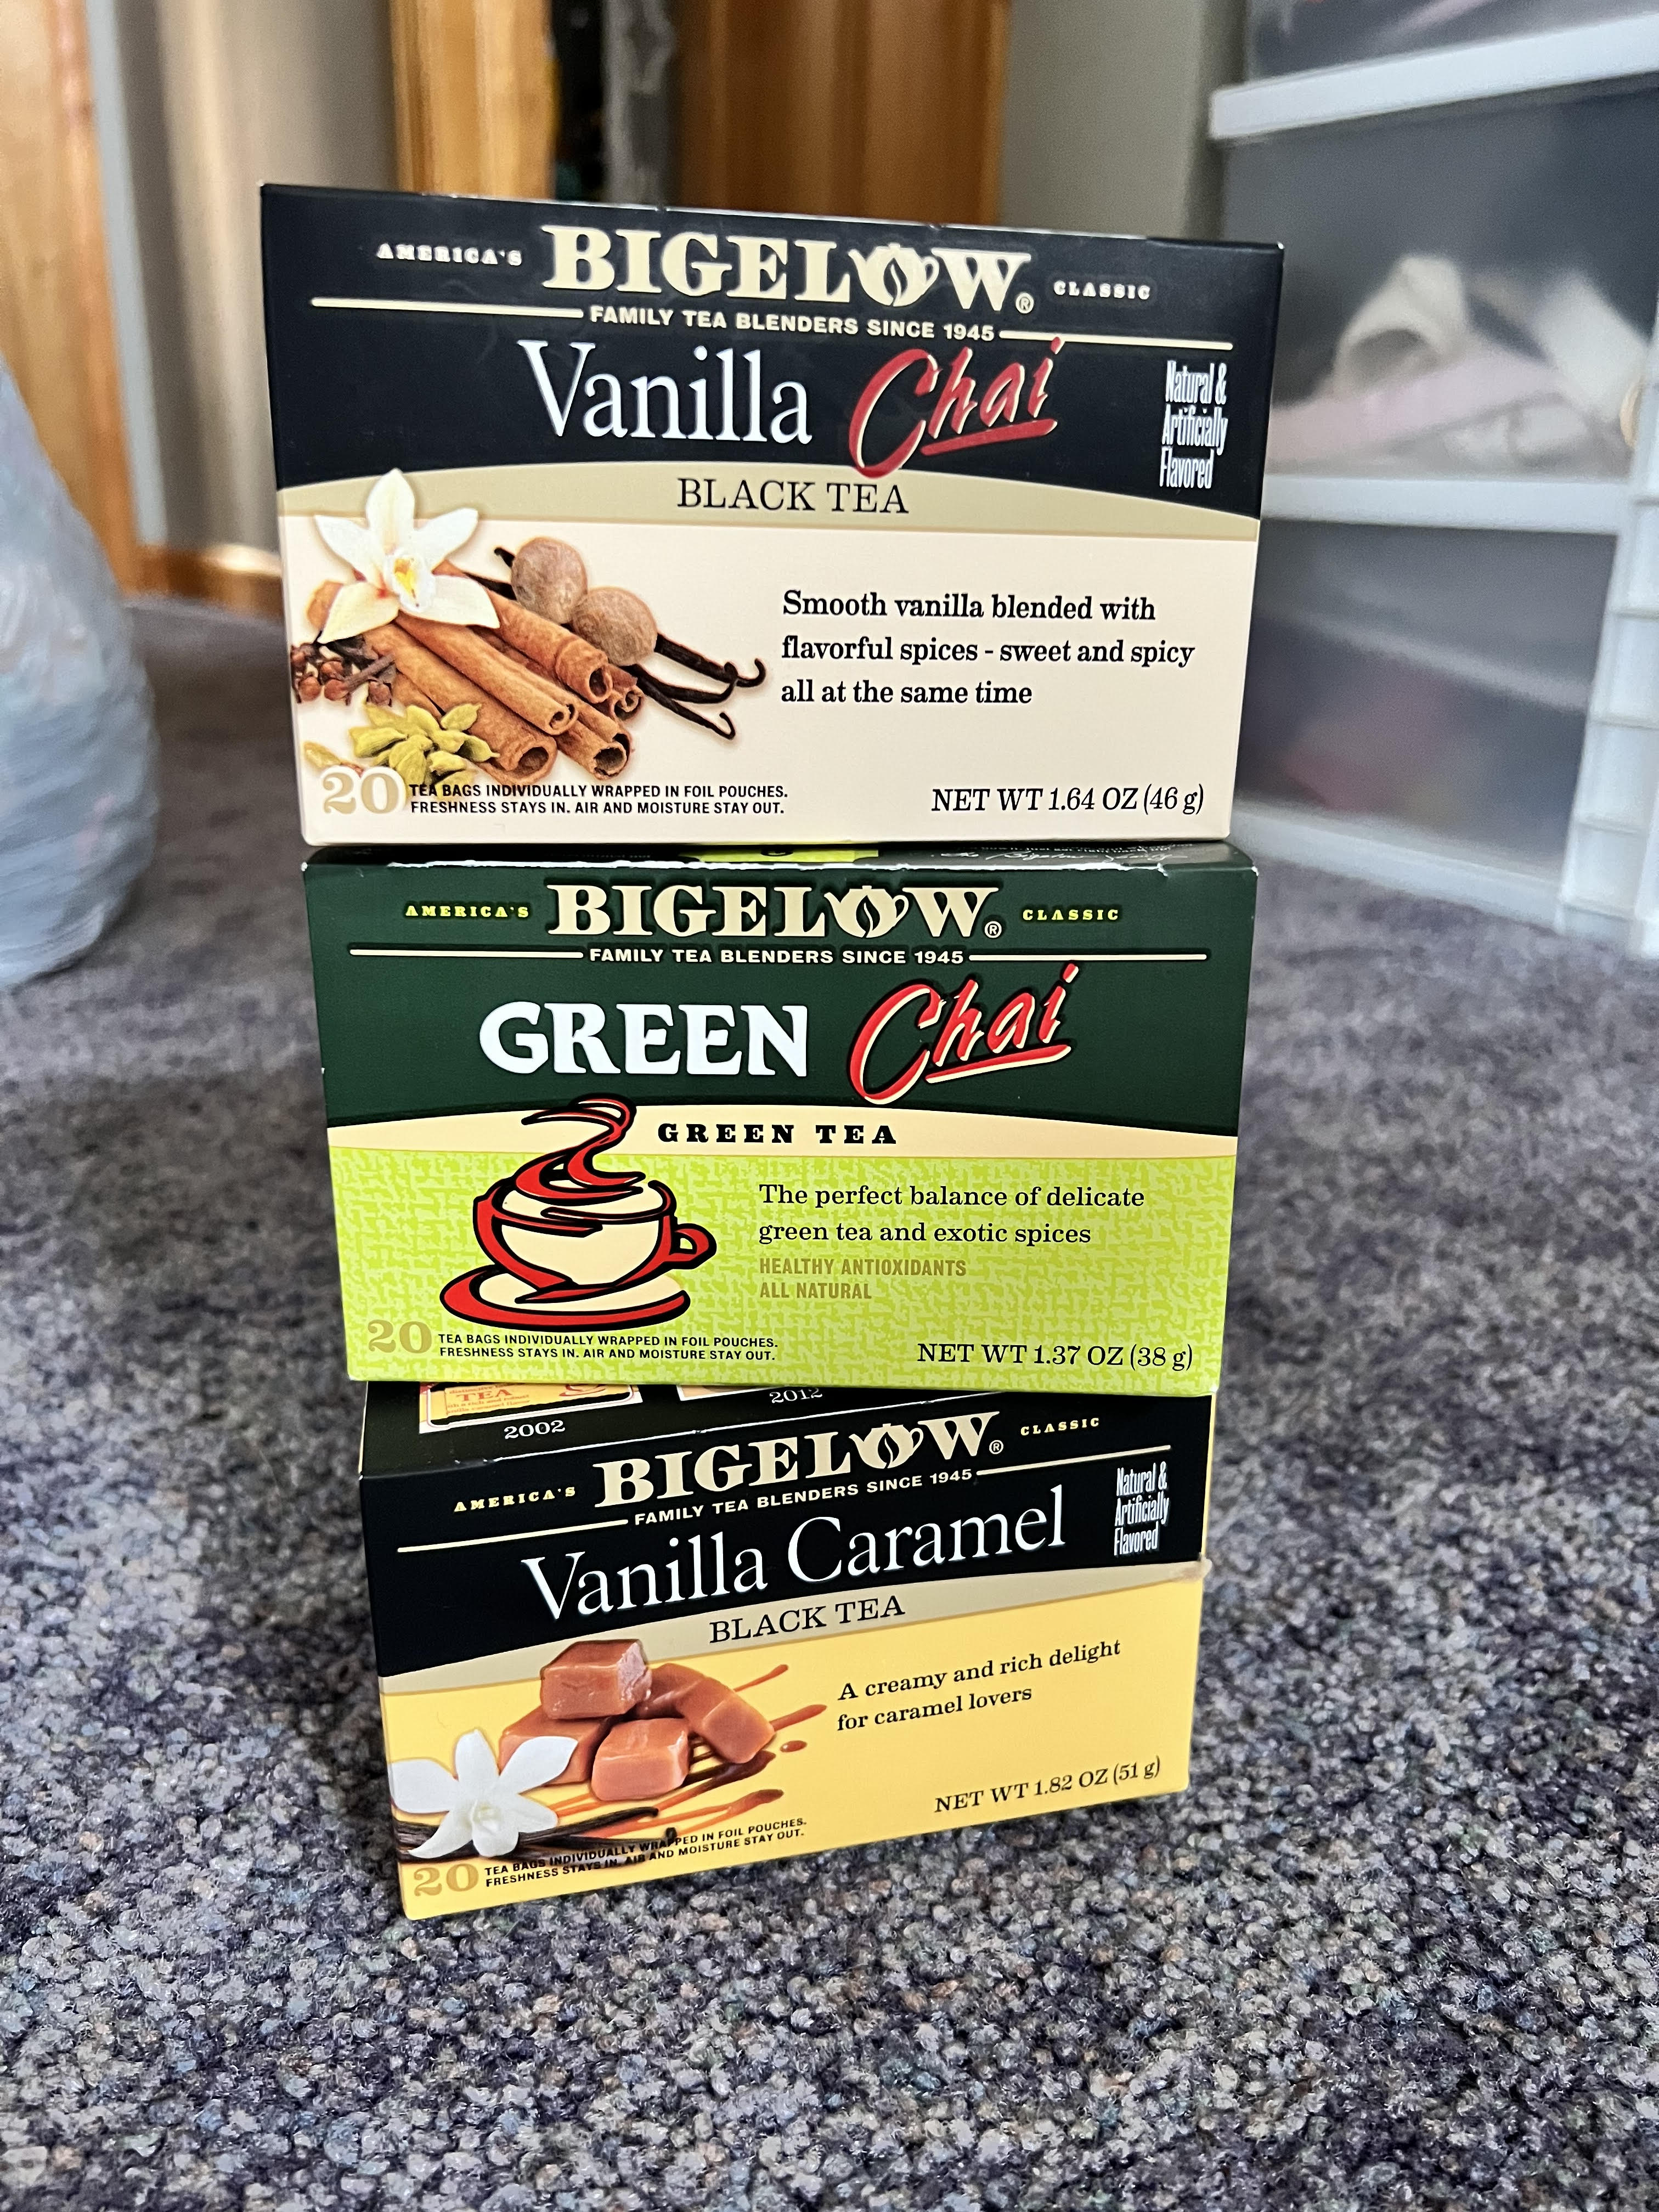 AMERICA'S BIGELOW® CLASSIC
FAMILY TEA BLENDERS SINCE 1945
Vanilla Chai
Natural &
Artificially
Flavored
BLACK TEA
Smooth vanilla blended with
flavorful spices - sweet and spicy
all at the same time
20 TEA BAGS INDIVIDUALLY WRAPPED IN FOIL POUCHES.
FRESHNESS STAYS IN. AIR AND MOISTURE STAY OUT.
NET WT 1.64 OZ (46 g)
AMERICA'S BIGELOW® CLASSIC
FAMILY TEA BLENDERS SINCE 1945
GREEN Chai
GREEN TEA
The perfect balance of delicate
green tea and exotic spices
HEALTHY ANTIOXIDANTS
ALL NATURAL
20 TEA BAGS INDIVIDUALLY WRAPPED IN FOIL POUCHES.
FRESHNESS STAYS IN. AIR AND MOISTURE STAY OUT.
NET WT 1.37 OZ (38 g)
TEA
2002
2012
AMERICA'S BIGELOW® CLASSIC
FAMILY TEA BLENDERS SINCE 1945
Vanilla Caramel
Natural &
Artificially
Flavored
BLACK TEA
A creamy and rich delight
for caramel lovers
NET WT 1.82 OZ (51 g)
20 TEA BAGS INDIVIDUALLY WRAPPED IN FOIL POUCHES.
FRESHNESS STAYS IN. AIR AND MOISTURE STAY OUT.